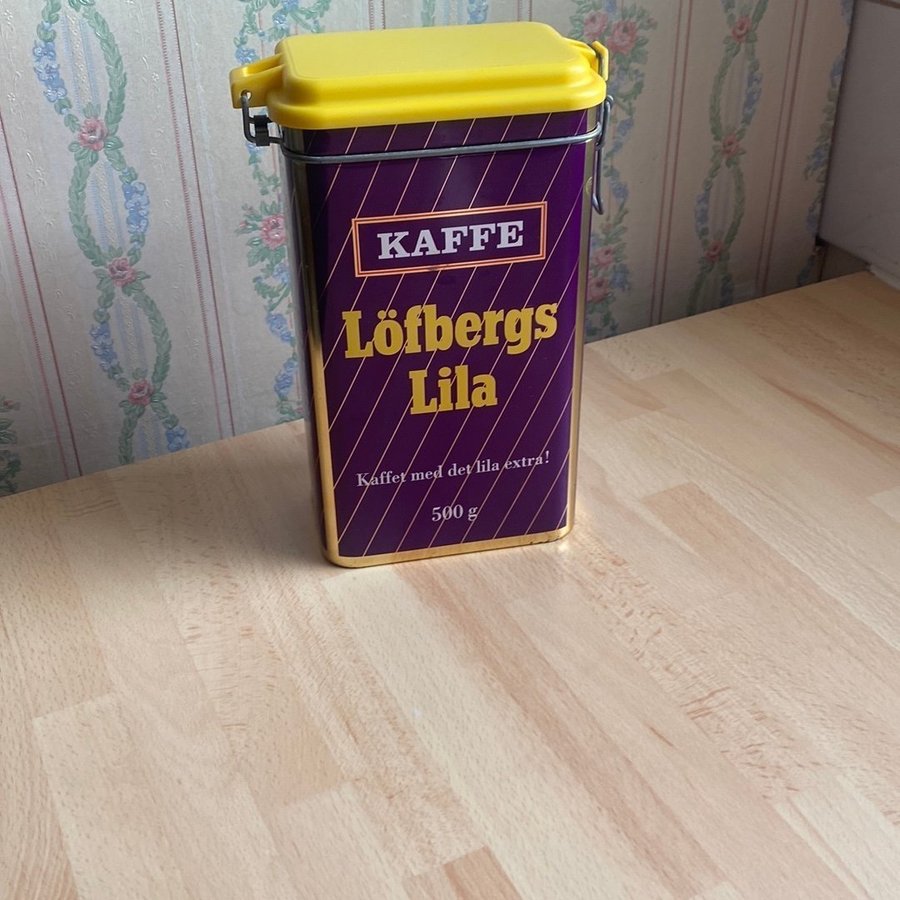 KAFFE
Löfbergs
Lila
Kaffet med det lila extra!
500 g